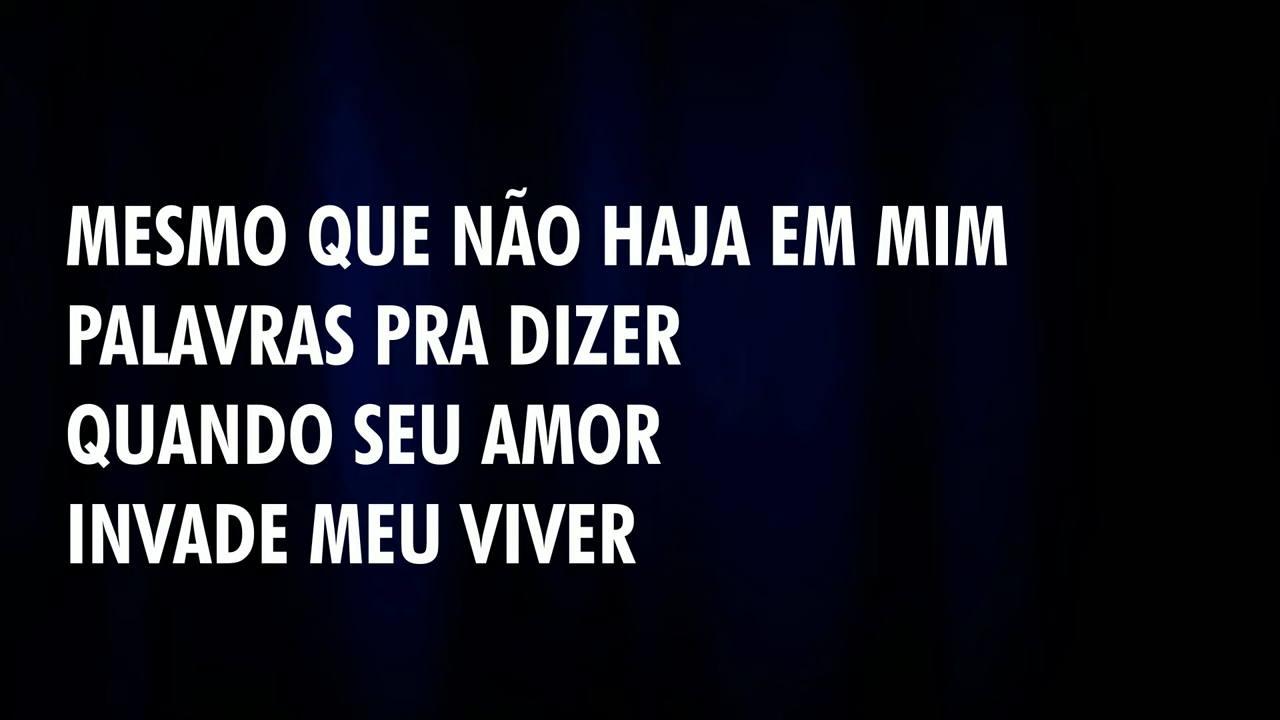 MESMO QUE NÃO HAJA EM MIM
PALAVRAS PRA DIZER
QUANDO SEU AMOR
INVADE MEU VIVER